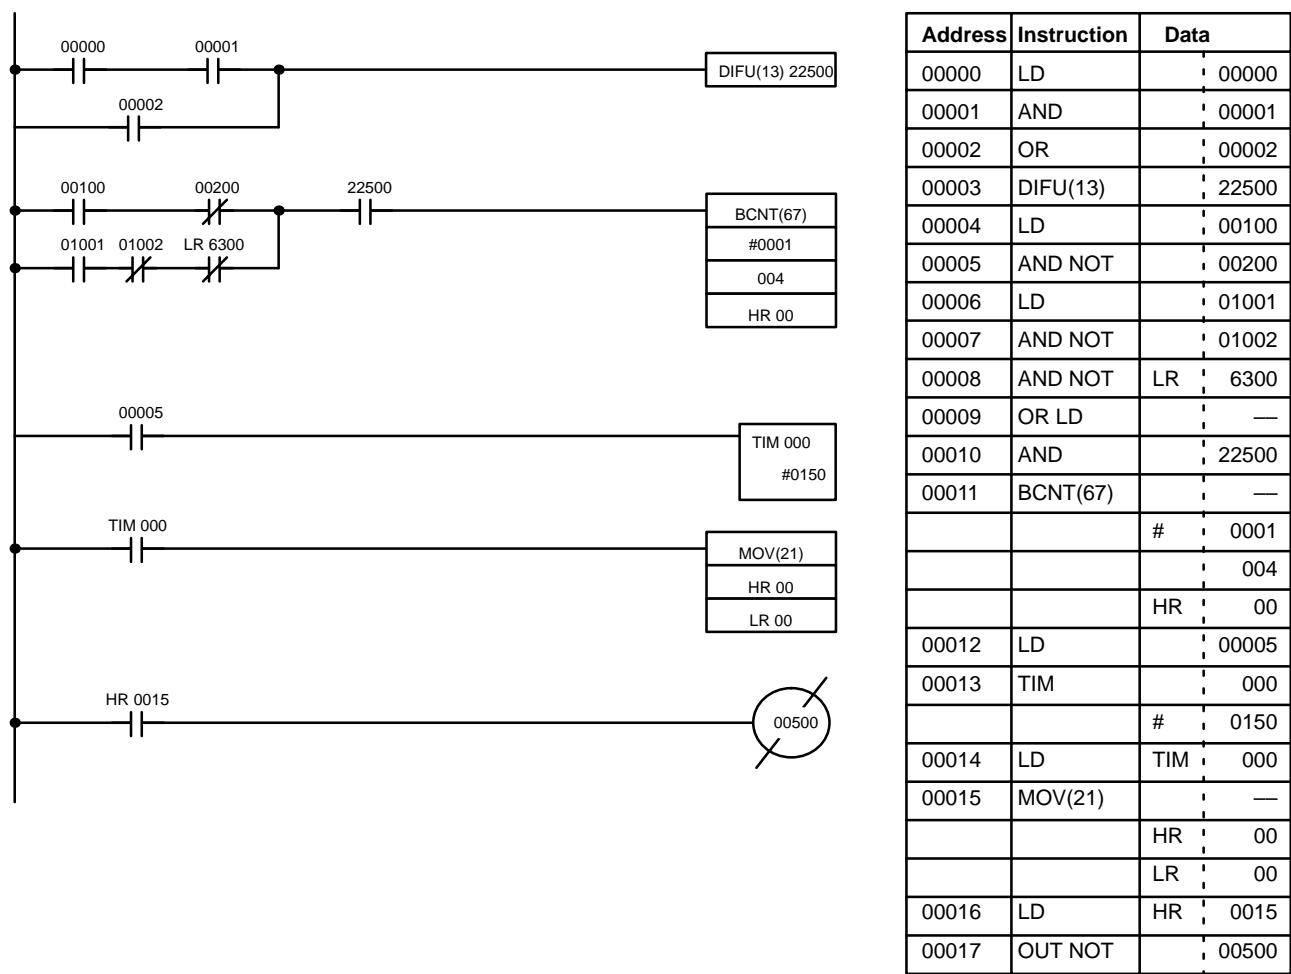 00000 00001
DIFU(13) 22500
00002
00100 00200 22500
BCNT(67)
01001 01002 LR 6300
#0001
004
HR 00
00005
TIM 000
#0150
TIM 000
MOV(21)
HR 00
LR 00
HR 0015
00500
Address Instruction Data
00000 LD 00000
00001 AND 00001
00002 OR 00002
00003 DIFU(13) 22500
00004 LD 00100
00005 AND NOT 00200
00006 LD 01001
00007 AND NOT 01002
00008 AND NOT LR 6300
00009 OR LD —
00010 AND 22500
00011 BCNT(67) —
# 0001
004
HR 00
00012 LD 00005
00013 TIM 000
# 0150
00014 LD TIM 000
00015 MOV(21) —
HR 00
LR 00
00016 LD HR 0015
00017 OUT NOT 00500